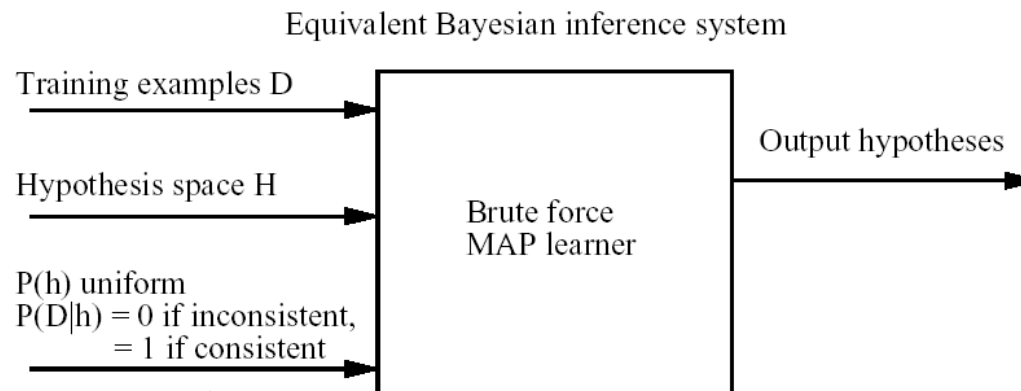 Equivalent Bayesian inference system
Training examples D
Hypothesis space H
P(h) uniform
P(D|h) = 0 if inconsistent,
= 1 if consistent
Brute force
MAP learner
Output hypotheses